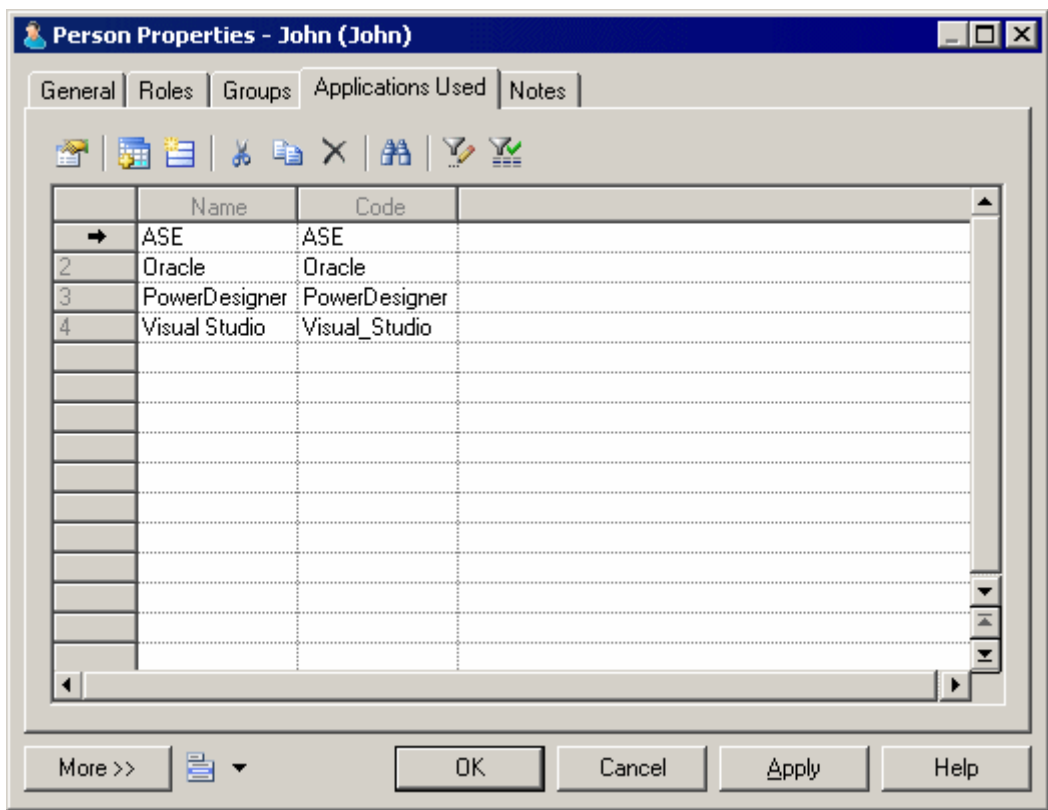 Person Properties - John (John)
General Roles Groups Applications Used Notes
Name Code
ASE ASE
2 Oracle Oracle
3 PowerDesigner PowerDesigner
4 Visual Studio Visual_Studio
More >> OK Cancel Apply Help